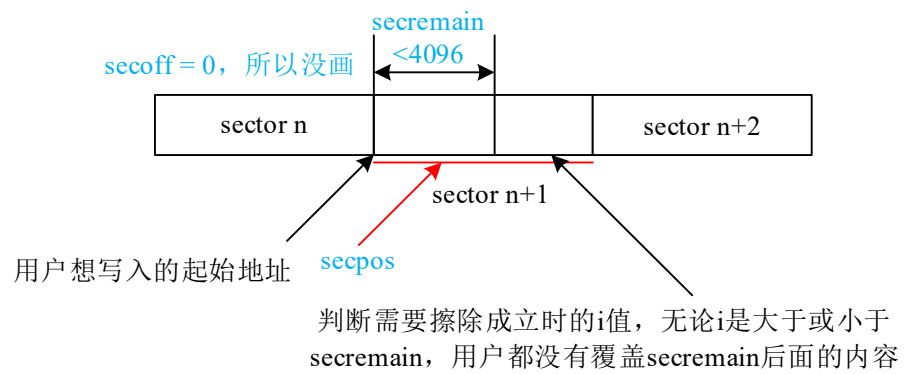 secremain
<4096
secoff = 0，所以没画
sector n
sector n+2
sector n+1
用户想写入的起始地址
secpos
判断需要擦除成立时的i值，无论i是大于或小于
secremain，用户都没有覆盖secremain后面的内容